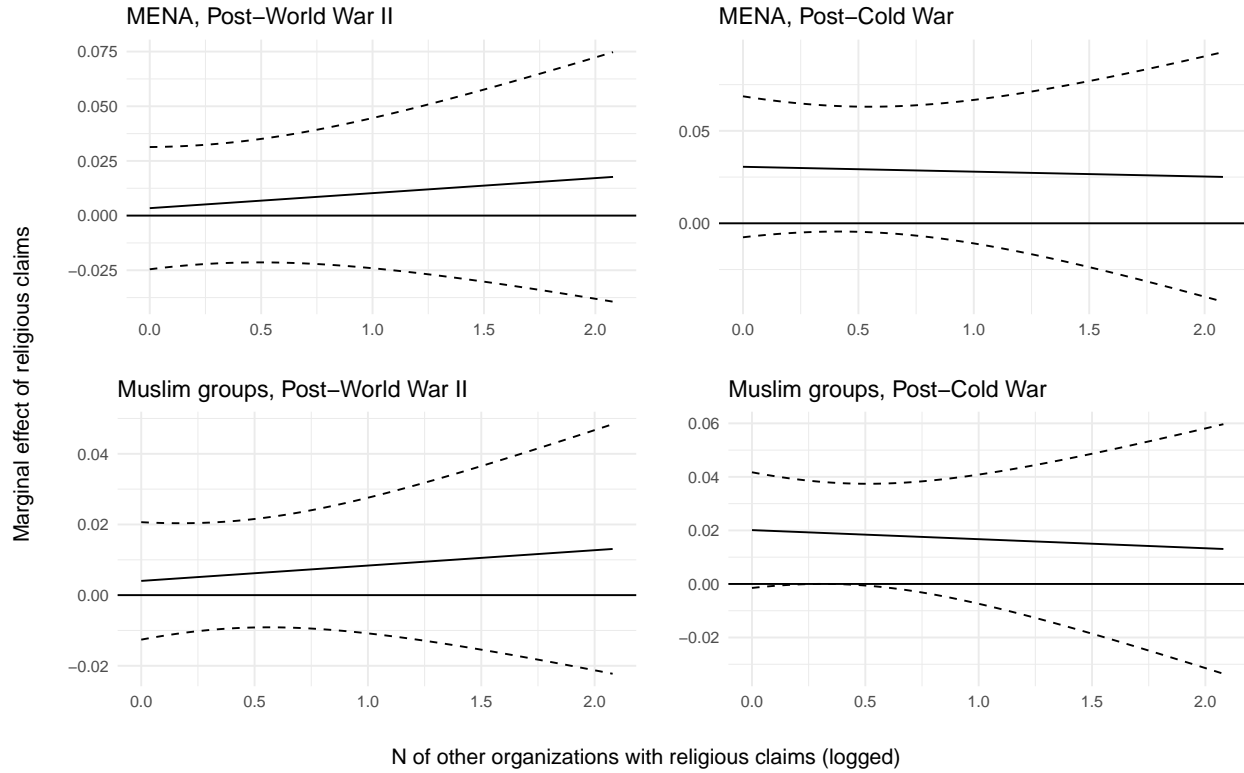 MENA, Post−World War II
0.075
0.050
0.025
0.000
−0.025
0.0 0.5 1.0 1.5 2.0
MENA, Post−Cold War
0.05
0.00
0.0 0.5 1.0 1.5 2.0
Marginal effect of religious claims
Muslim groups, Post−World War II
0.04
0.02
0.00
−0.02
0.0 0.5 1.0 1.5 2.0
Muslim groups, Post−Cold War
0.06
0.04
0.02
0.00
−0.02
0.0 0.5 1.0 1.5 2.0
N of other organizations with religious claims (logged)